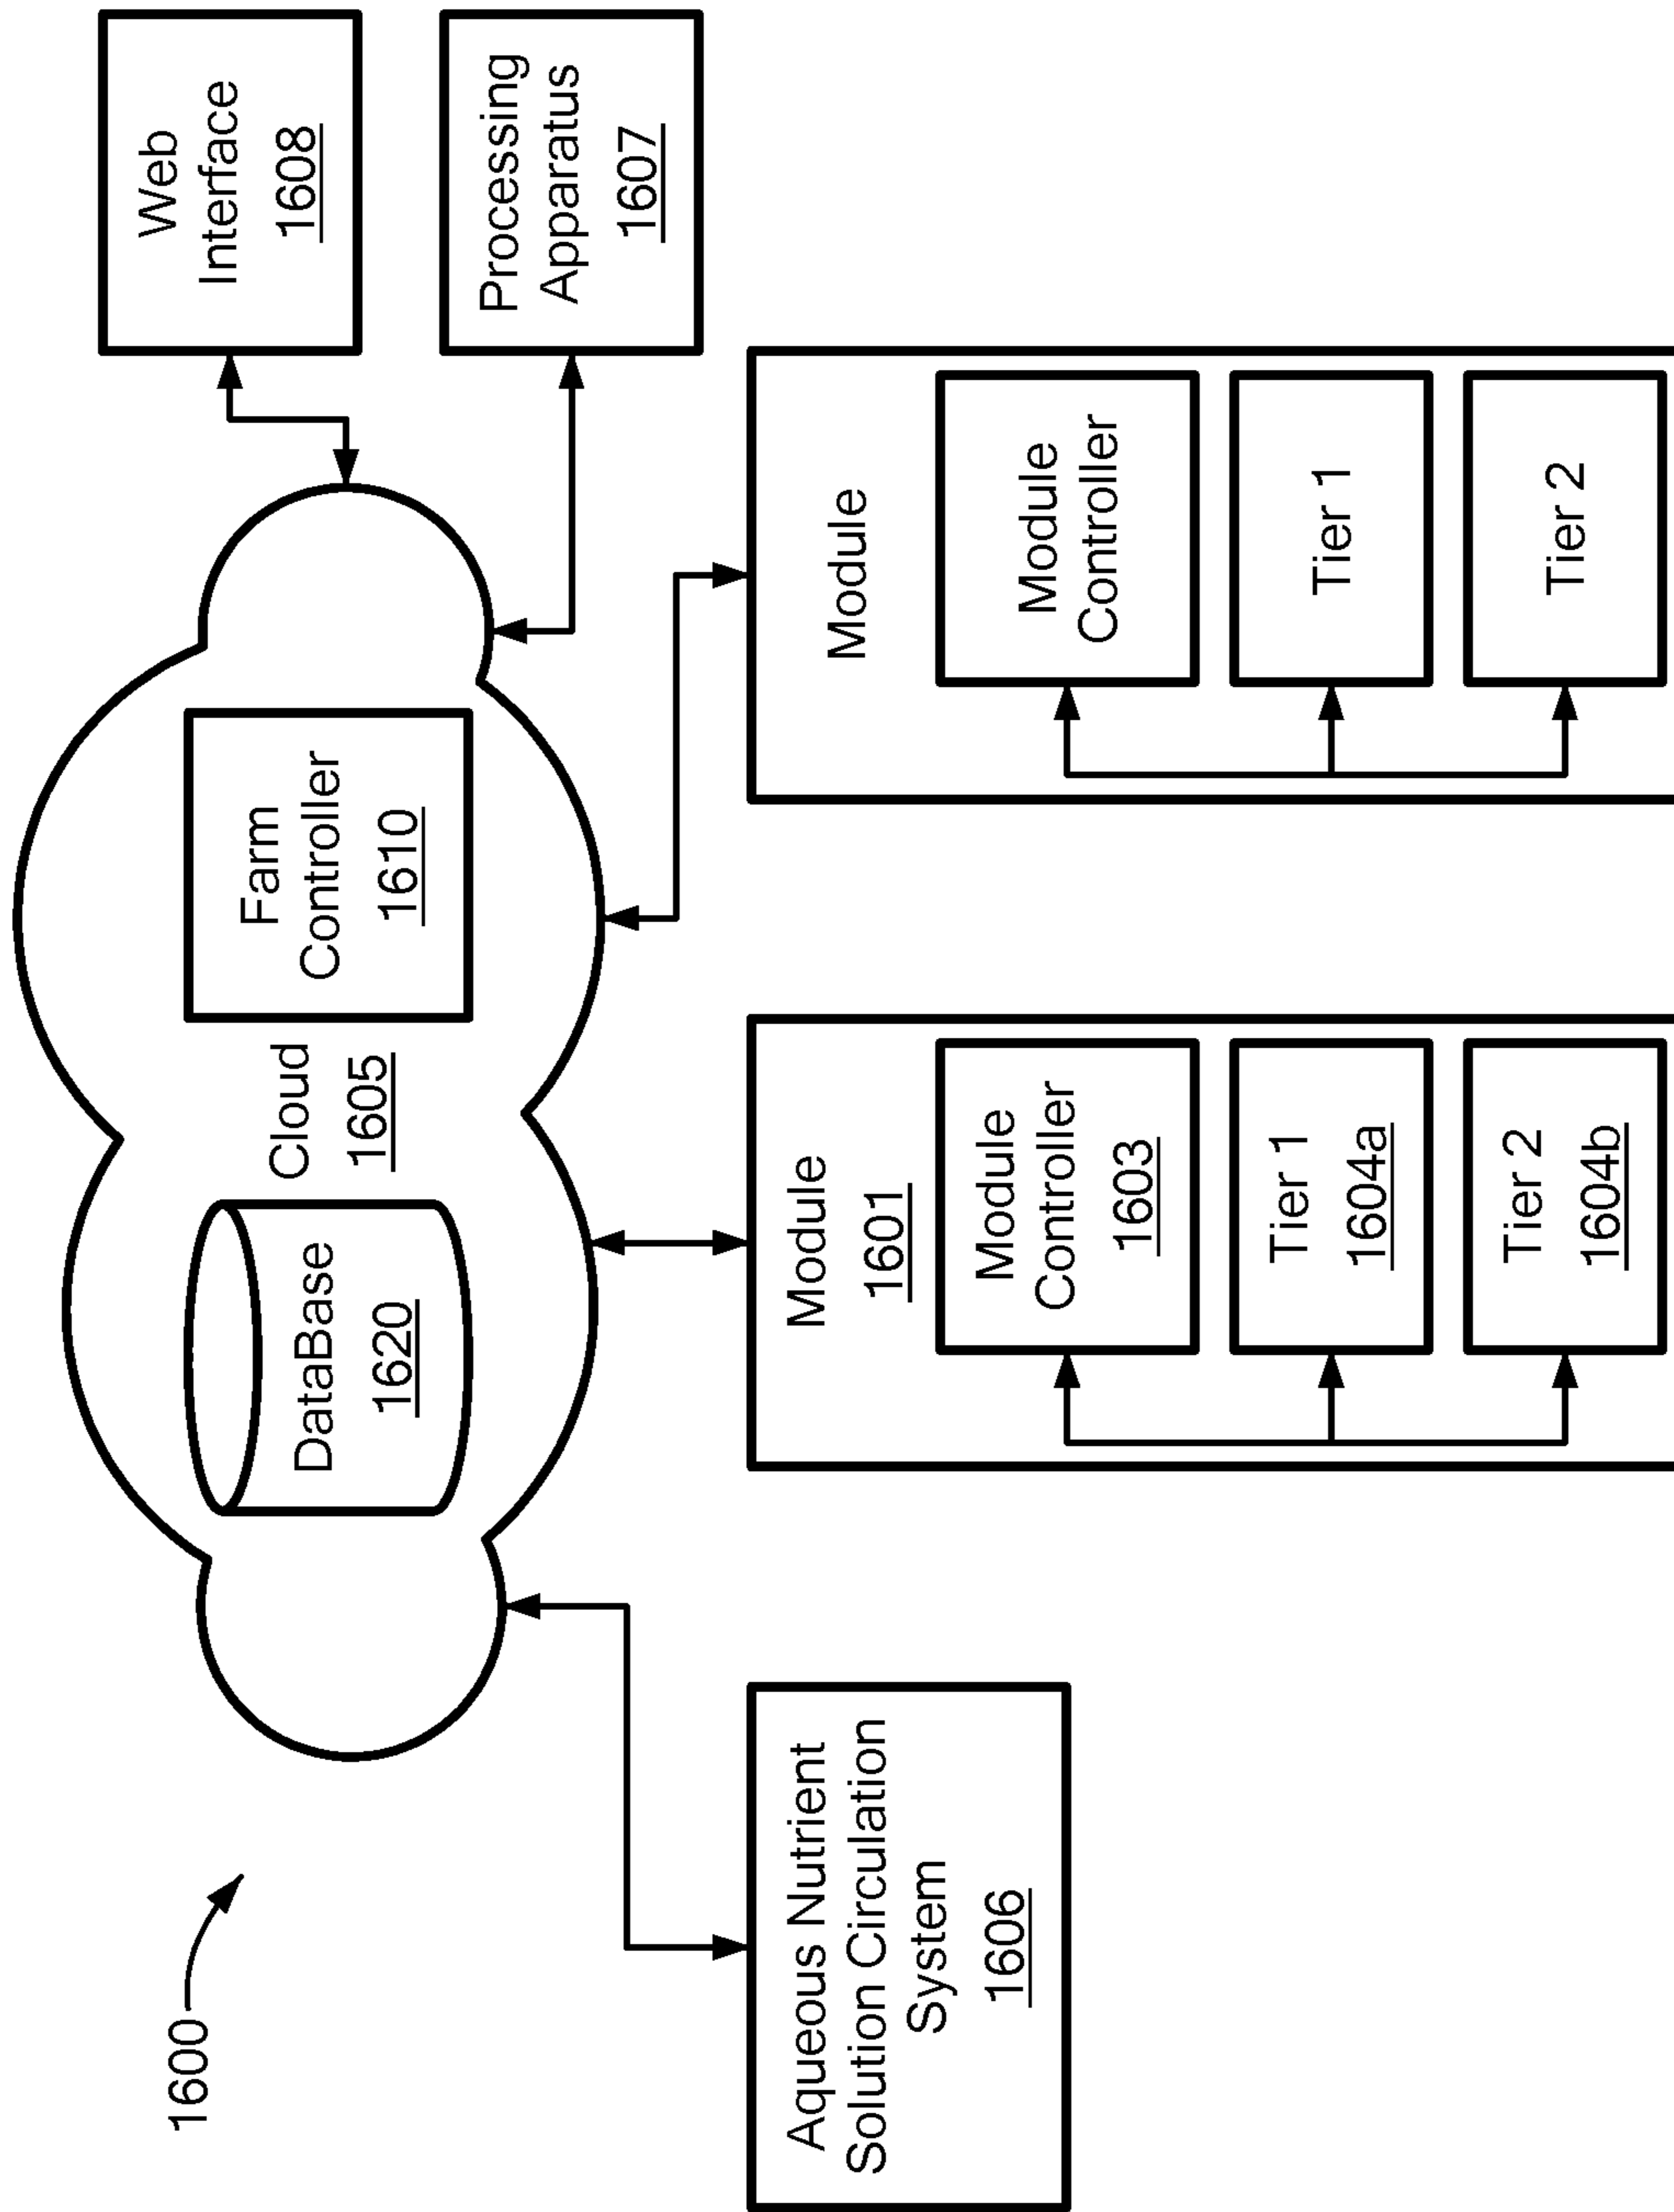 1600
DataBase
1620
Cloud
1605
Farm
Controller
1610
Web
Interface
1608
Processing
Apparatus
1607
Aqueous Nutrient
Solution Circulation
System
1606
Module
1601
Module
Controller
1603
Tier 1
1604a
Tier 2
1604b
Module
Module
Controller
Tier 1
Tier 2